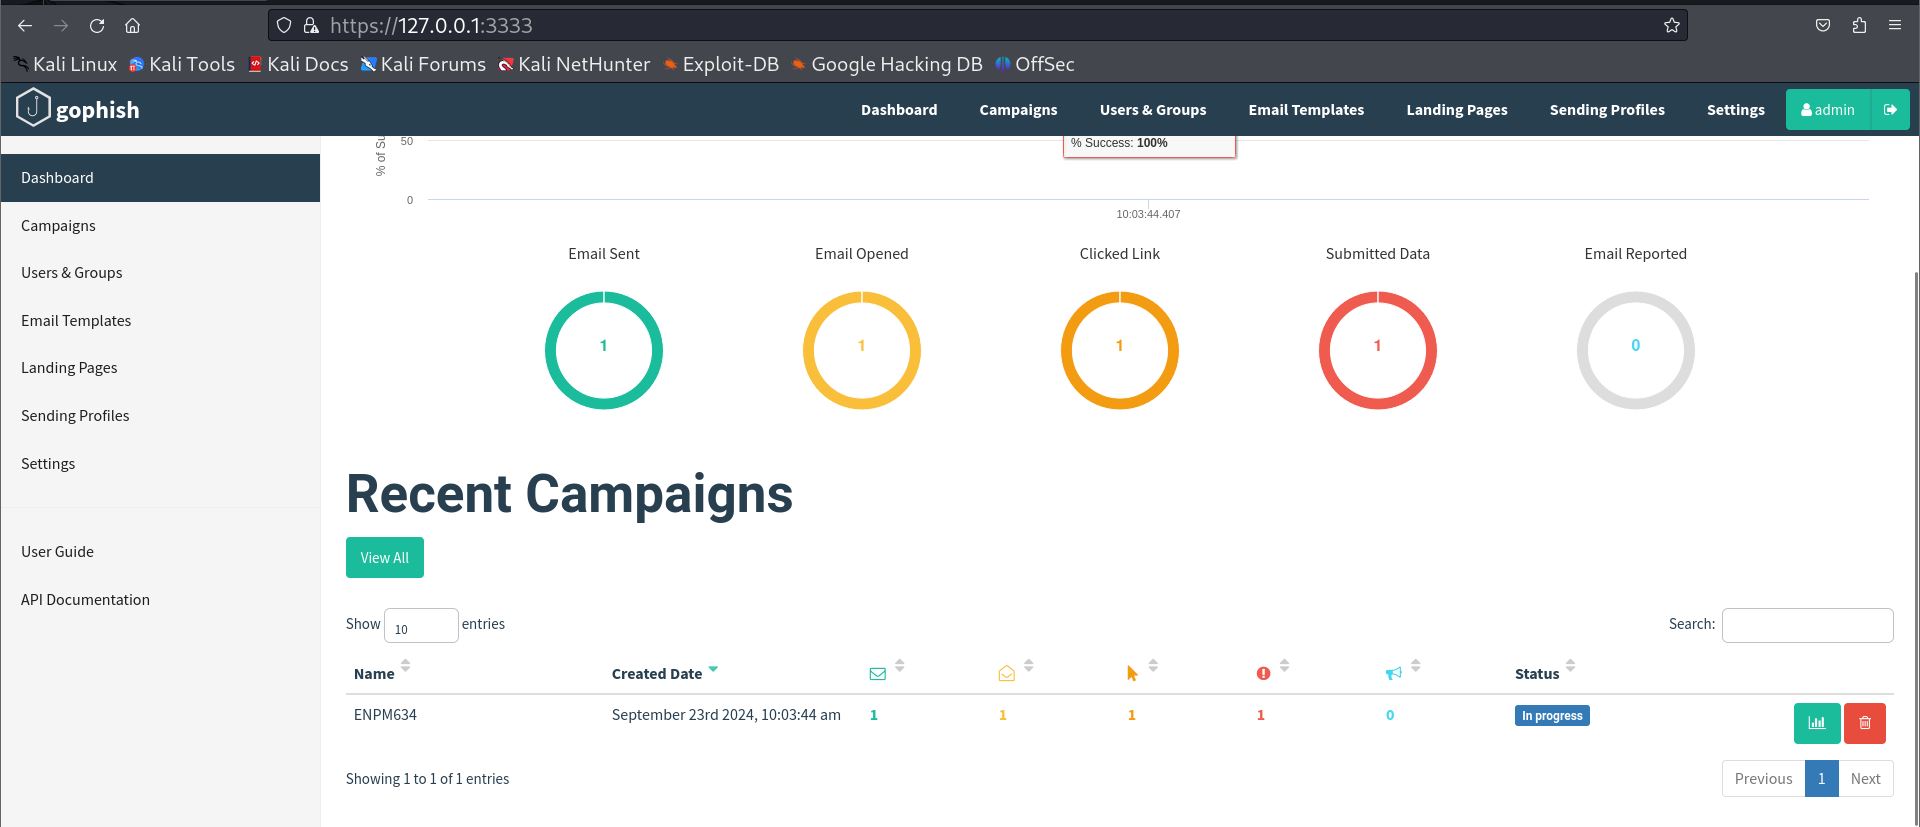 https://127.0.0.1:3333
Kali Linux Kali Tools Kali Docs Kali Forums Kali NetHunter Exploit-DB Google Hacking DB OffSec
gophish Dashboard Campaigns Users & Groups Email Templates Landing Pages Sending Profiles Settings admin
Dashboard
Campaigns
Users & Groups
Email Templates
Landing Pages
Sending Profiles
Settings
User Guide
API Documentation
% of Su
50
% Success: 100%
0
10:03:44.407
Email Sent Email Opened Clicked Link Submitted Data Email Reported
1 1 1 1 0
Recent Campaigns
View All
Show 10 entries Search:
Name Created Date Status
ENPM634 September 23rd 2024, 10:03:44 am 1 1 1 1 0 In progress
Showing 1 to 1 of 1 entries Previous 1 Next